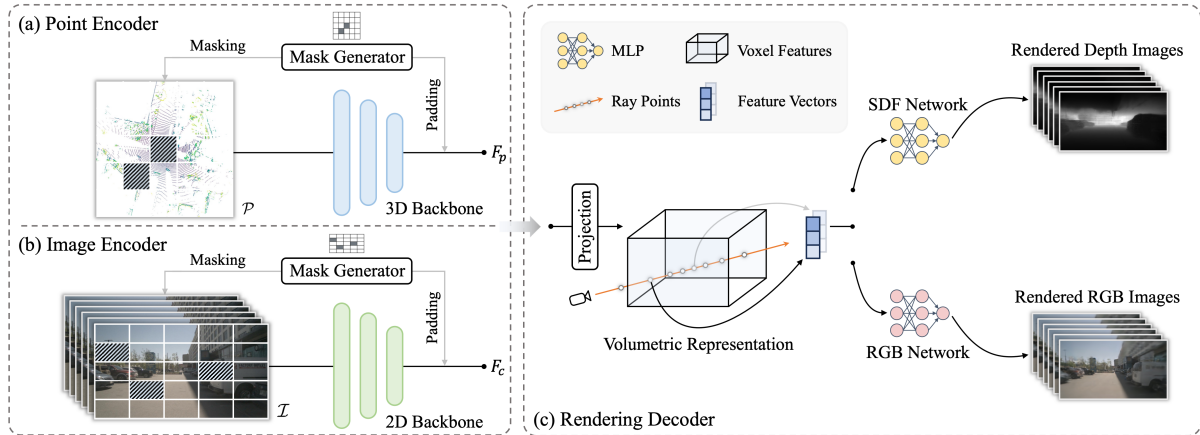 (a) Point Encoder
Masking
Mask Generator
Padding
F_p
𝒫
3D Backbone
(b) Image Encoder
Masking
Mask Generator
Padding
F_c
ℐ
2D Backbone
MLP
Voxel Features
Ray Points
Feature Vectors
Projection
Volumetric Representation
SDF Network
Rendered Depth Images
RGB Network
Rendered RGB Images
(c) Rendering Decoder